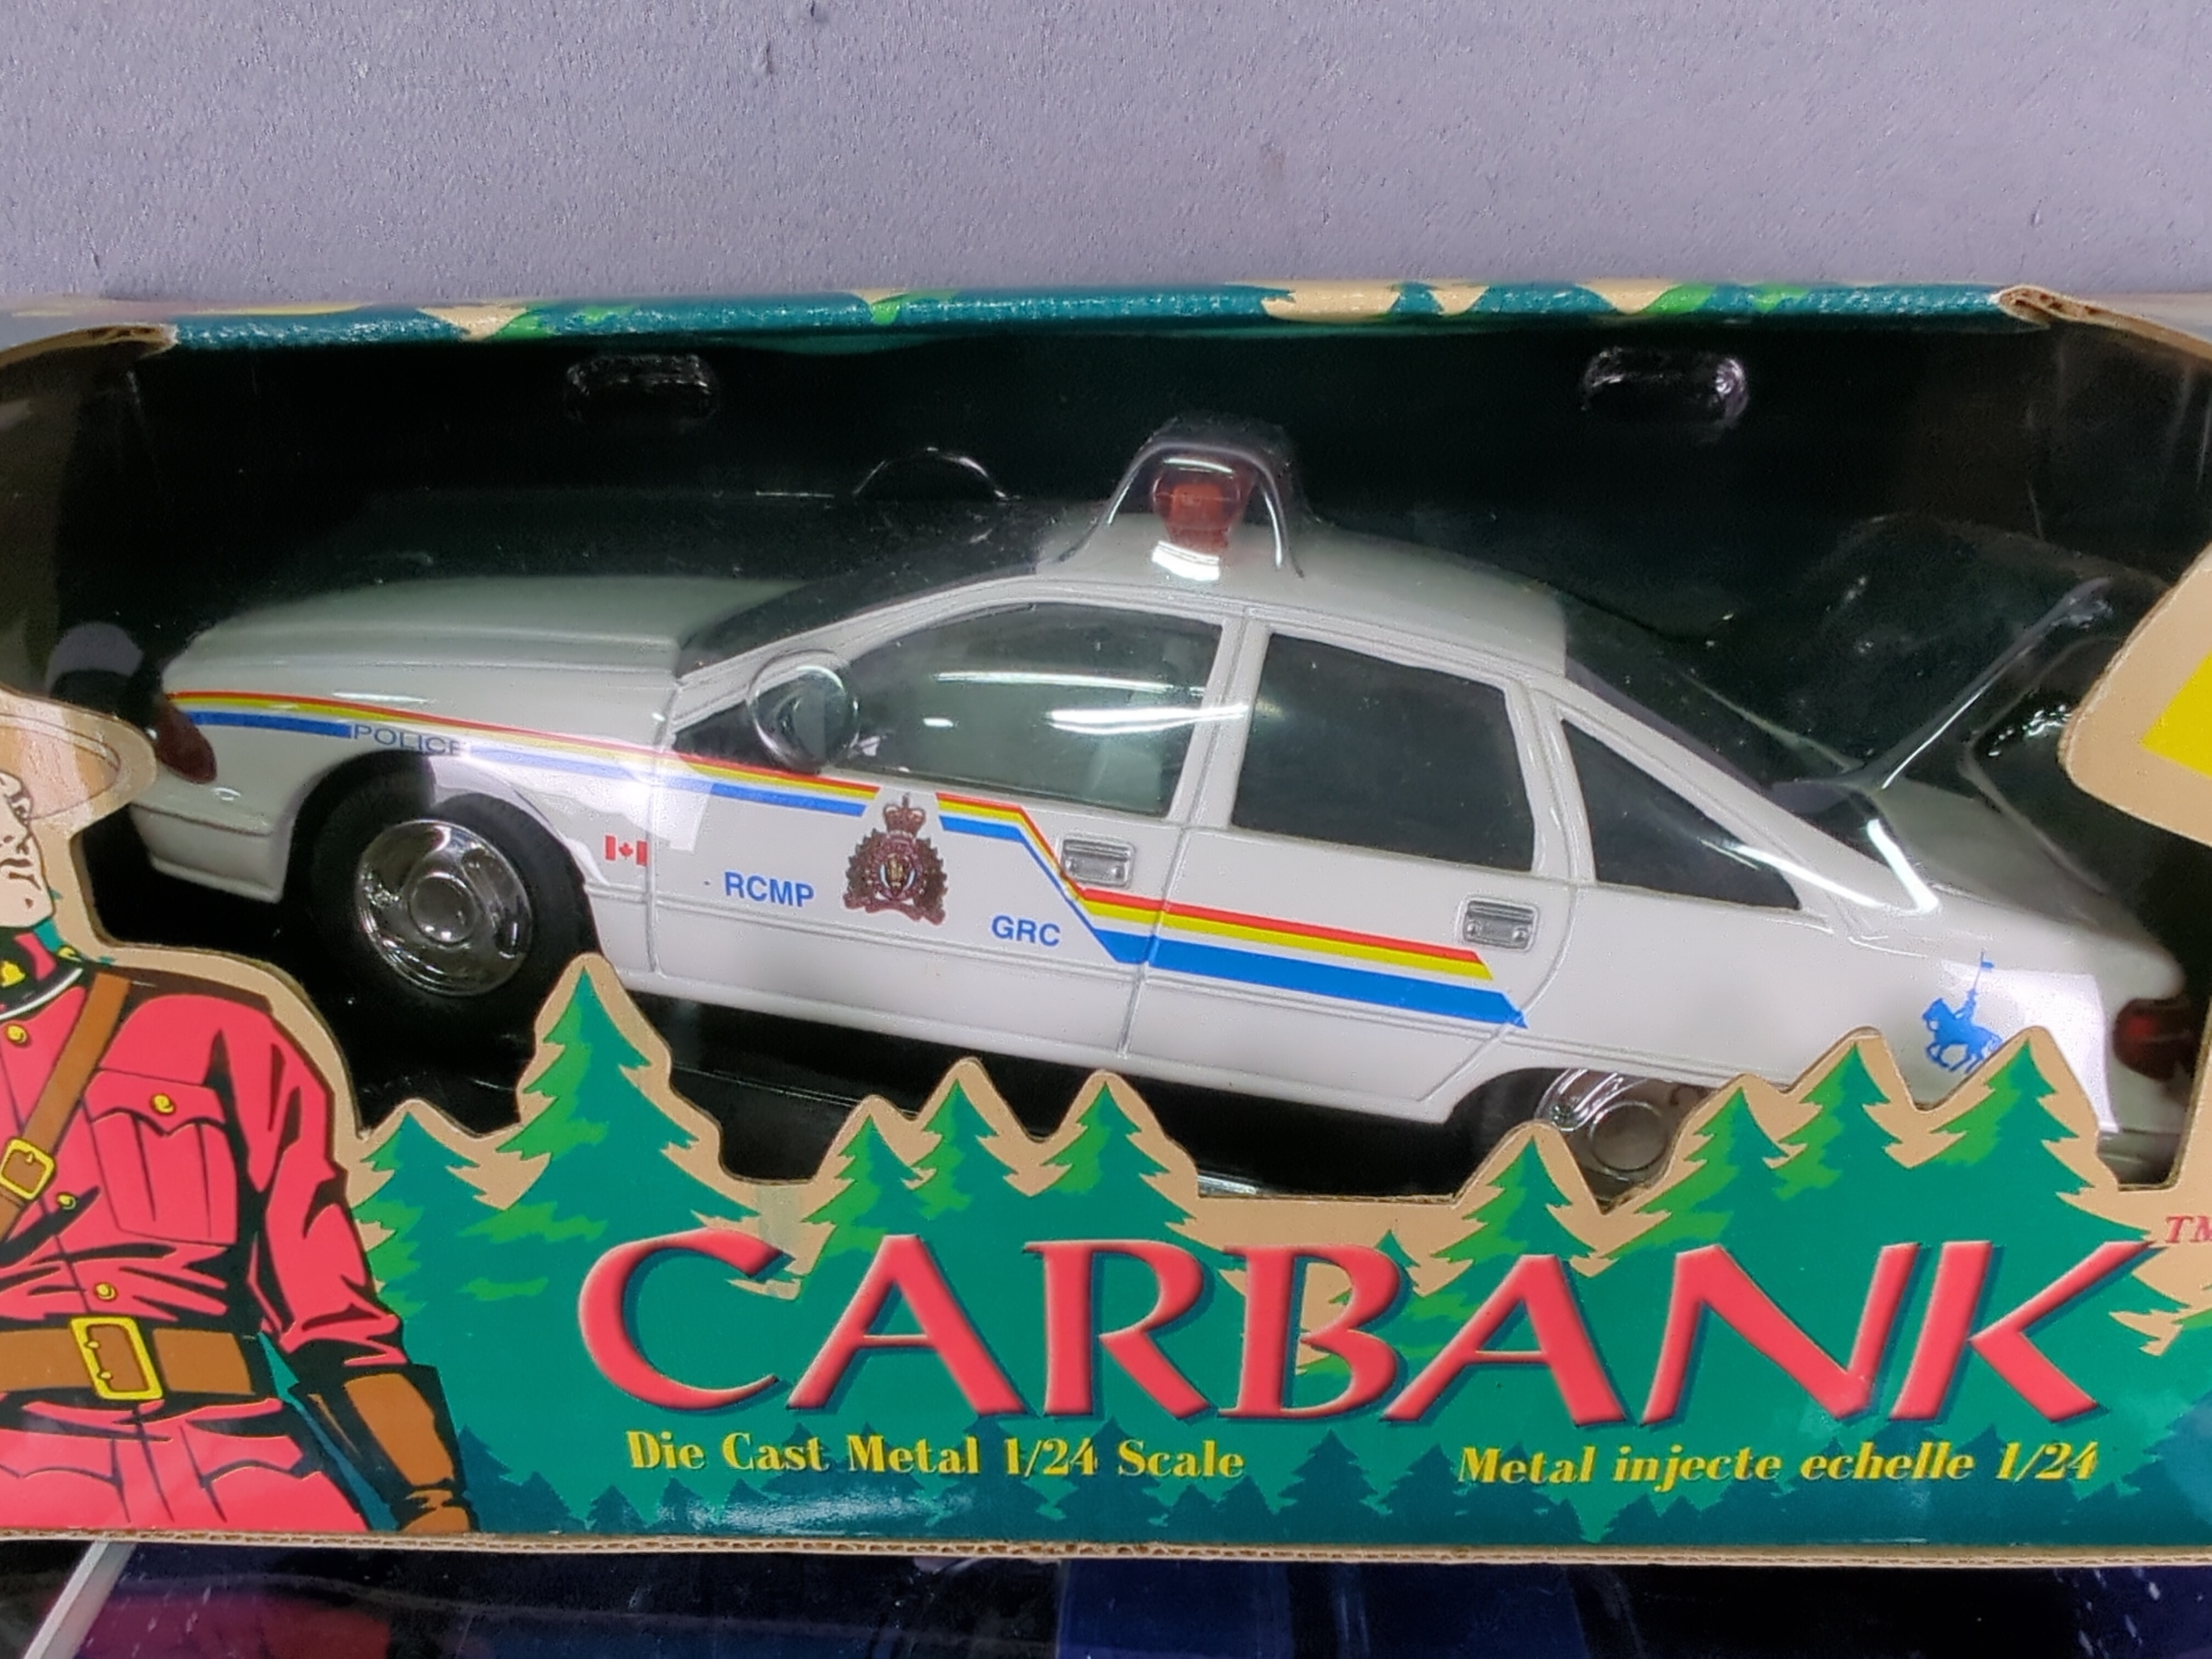 POLICE
RCMP
GRC
CARBANK TM
Die Cast Metal 1/24 Scale
Metal injecte echelle 1/24